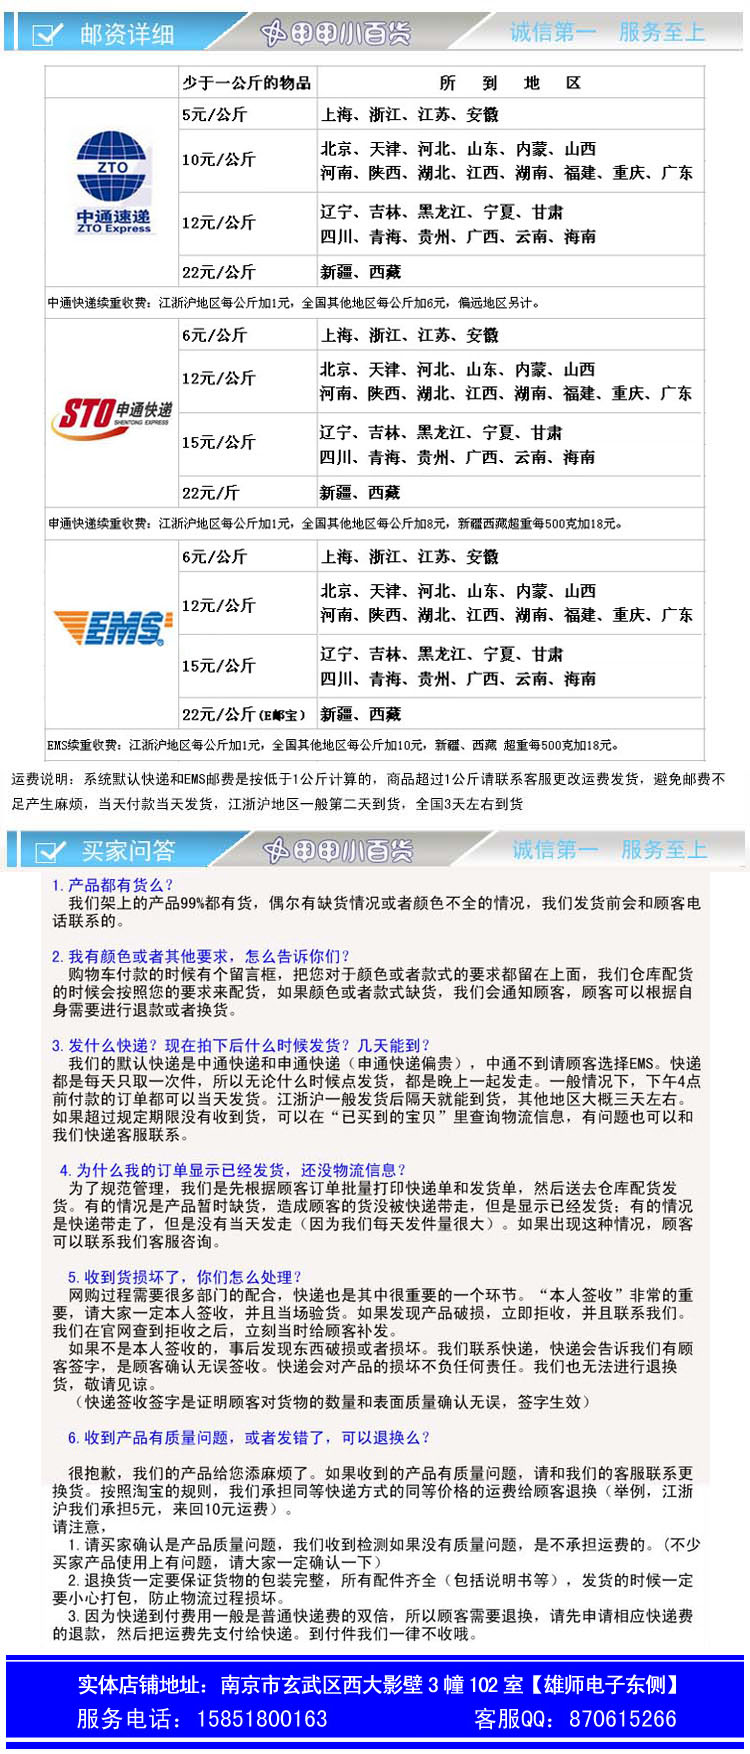 邮资详细 甲甲小百货 诚信第一 服务至上
少于一公斤的物品 所 到 地 区
ZTO
中通速递
ZTO Express
5元/公斤 上海、浙江、江苏、安徽
10元/公斤 北京、天津、河北、山东、内蒙、山西
河南、陕西、湖北、江西、湖南、福建、重庆、广东
12元/公斤 辽宁、吉林、黑龙江、宁夏、甘肃
四川、青海、贵州、广西、云南、海南
22元/公斤 新疆、西藏
中通快递续重收费：江浙沪地区每公斤加1元，全国其他地区每公斤加6元，偏远地区另计。
STO申通快递
SHENTONG EXPRESS
6元/公斤 上海、浙江、江苏、安徽
12元/公斤 北京、天津、河北、山东、内蒙、山西
河南、陕西、湖北、江西、湖南、福建、重庆、广东
15元/公斤 辽宁、吉林、黑龙江、宁夏、甘肃
四川、青海、贵州、广西、云南、海南
22元/斤 新疆、西藏
申通快递续重收费：江浙沪地区每公斤加1元，全国其他地区每公斤加8元，新疆西藏超重每500克加18元。
EMS
6元/公斤 上海、浙江、江苏、安徽
12元/公斤 北京、天津、河北、山东、内蒙、山西
河南、陕西、湖北、江西、湖南、福建、重庆、广东
15元/公斤 辽宁、吉林、黑龙江、宁夏、甘肃
四川、青海、贵州、广西、云南、海南
22元/公斤(E邮宝) 新疆、西藏
EMS续重收费：江浙沪地区每公斤加1元，全国其他地区每公斤加10元，新疆、西藏 超重每500克加18元。
运费说明：系统默认快递和EMS邮费是按低于1公斤计算的，商品超过1公斤请联系客服更改运费发货，避免邮费不
足产生麻烦，当天付款当天发货，江浙沪地区一般第二天到货，全国3天左右到货
买家问答 甲甲小百货 诚信第一 服务至上
1.产品都有货么？
我们架上的产品99%都有货，偶尔有缺货情况或者颜色不全的情况，我们发货前会和顾客电
话联系的。
2.我有颜色或者其他要求，怎么告诉你们？
购物车付款的时候有个留言框，把您对于颜色或者款式的要求都留在上面，我们仓库配货
的时候会按照您的要求来配货，如果颜色或者款式缺货，我们会通知顾客，顾客可以根据自
身需要进行退款或者换货。
3.发什么快递？现在拍下后什么时候发货？几天能到？
我们的默认快递是中通快递和申通快递（申通快递偏贵），中通不到请顾客选择EMS。快递
都是每天只取一次件，所以无论什么时候点发货，都是晚上一起发走。一般情况下，下午4点
前付款的订单都可以当天发货。江浙沪一般发货后隔天就能到货，其他地区大概三天左右。
如果超过规定期限没有收到货，可以在“已买到的宝贝”里查询物流信息，有问题也可以和
我们快递客服联系。
4.为什么我的订单显示已经发货，还没物流信息？
为了规范管理，我们是先根据顾客订单批量打印快递单和发货单，然后送去仓库配货发
货。有的情况是产品暂时缺货，造成顾客的货没被快递带走，但是显示已经发货；有的情况
是快递带走了，但是没有当天发走（因为我们每天发件量很大）。如果出现这种情况，顾客
可以联系我们客服咨询。
5.收到货损坏了，你们怎么处理？
网购过程需要很多部门的配合，快递也是其中很重要的一个环节。“本人签收”非常的重
要，请大家一定本人签收，并且当场验货。如果发现产品破损，立即拒收，并且联系我们。
我们在官网查到拒收之后，立刻当时给顾客补发。
如果不是本人签收的，事后发现东西破损或者损坏。我们联系快递，快递会告诉我们有顾
客签字，是顾客确认无误签收。快递会对产品的损坏不负任何责任。我们也无法进行退换
货，敬请见谅。
（快递签收签字是证明顾客对货物的数量和表面质量确认无误，签字生效）
6.收到产品有质量问题，或者发错了，可以退换么？
很抱歉，我们的产品给您添麻烦了。如果收到的产品有质量问题，请和我们的客服联系更
换货。按照淘宝的规则，我们承担同等快递方式的同等价格的运费给顾客退换（举例，江浙
沪我们承担5元，来回10元运费）。
请注意，
1.请买家确认是产品质量问题，我们收到检测如果没有质量问题，是不承担运费的。(不少
买家产品使用上有问题，请大家一定确认一下）
2.退换货一定要保证货物的包装完整，所有配件齐全（包括说明书等），发货的时候一定
要小心打包，防止物流过程损坏。
3.因为快递到付费用一般是普通快递费的双倍，所以顾客需要退换，请先申请相应快递费
的退款，然后把运费先支付给快递。到付件我们一律不收哦。
实体店铺地址：南京市玄武区西大影壁 3 幢 102 室【雄师电子东侧】
服务电话：15851800163 客服QQ：870615266